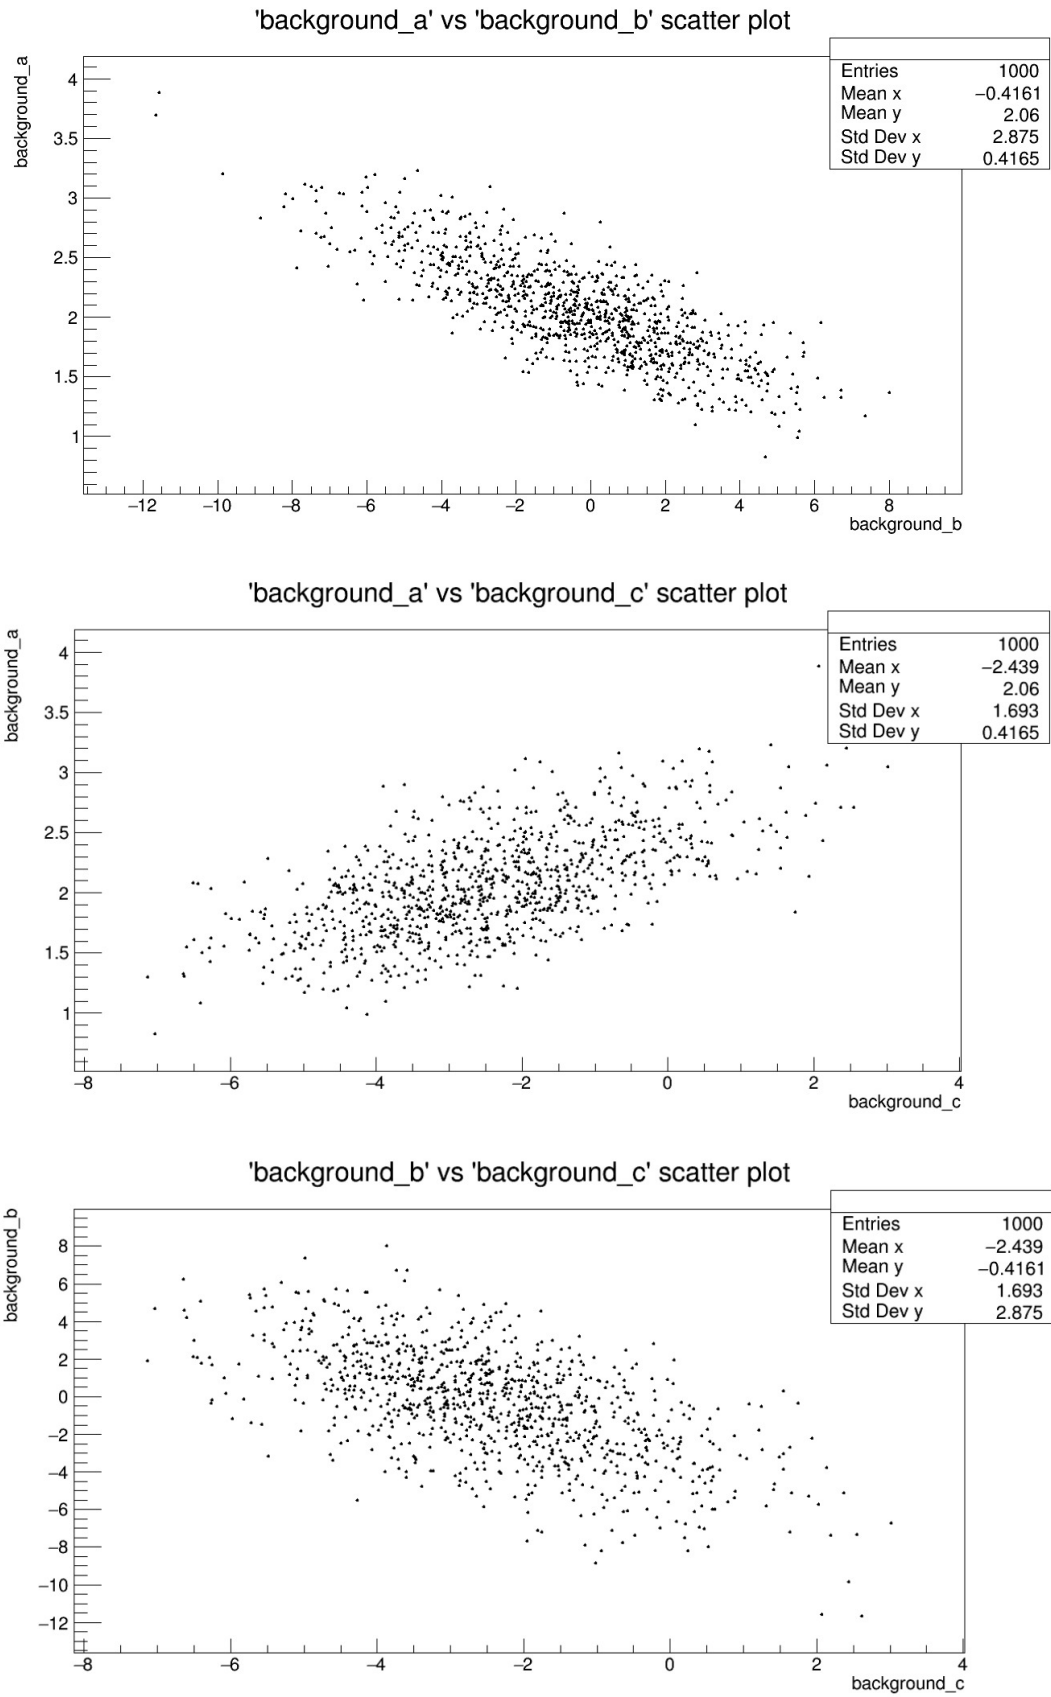 'background_a' vs 'background_b' scatter plot
background_a
Entries 1000
Mean x −0.4161
Mean y 2.06
Std Dev x 2.875
Std Dev y 0.4165
4
3.5
3
2.5
2
1.5
1
−12 −10 −8 −6 −4 −2 0 2 4 6 8
background_b
'background_a' vs 'background_c' scatter plot
background_a
Entries 1000
Mean x −2.439
Mean y 2.06
Std Dev x 1.693
Std Dev y 0.4165
4
3.5
3
2.5
2
1.5
1
−8 −6 −4 −2 0 2 4
background_c
'background_b' vs 'background_c' scatter plot
background_b
Entries 1000
Mean x −2.439
Mean y −0.4161
Std Dev x 1.693
Std Dev y 2.875
8
6
4
2
0
−2
−4
−6
−8
−10
−12
−8 −6 −4 −2 0 2 4
background_c